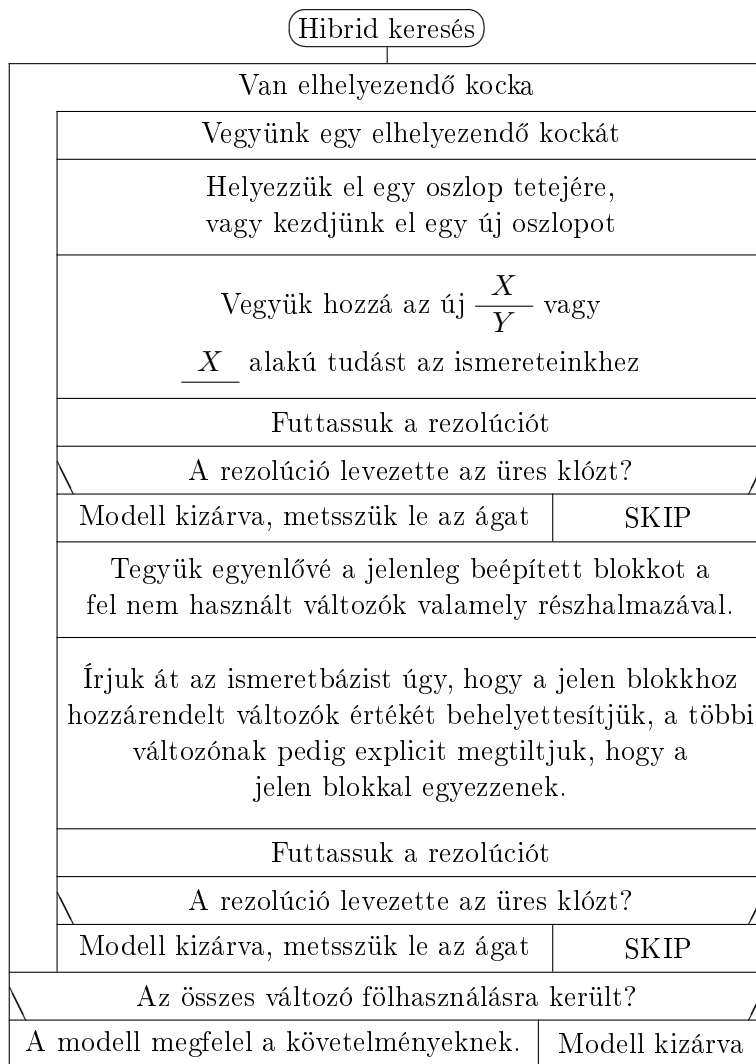 Hibrid keresés
Van elhelyezendő kocka
Vegyünk egy elhelyezendő kockát
Helyezzük el egy oszlop tetejére,
vagy kezdjünk el egy új oszlopot
Vegyük hozzá az új X/Y vagy
X alakú tudást az ismereteinkhez
Futtassuk a rezolúciót
A rezolúció levezette az üres klózt?
Modell kizárva, metsszük le az ágat SKIP
Tegyük egyenlővé a jelenleg beépített blokkot a
fel nem használt változók valamely részhalmazával.
Írjuk át az ismeretbázist úgy, hogy a jelen blokkhoz
hozzárendelt változók értékét behelyettesítjük, a többi
változónak pedig explicit megtiltjuk, hogy a
jelen blokkal egyezzenek.
Futtassuk a rezolúciót
A rezolúció levezette az üres klózt?
Modell kizárva, metsszük le az ágat SKIP
Az összes változó fölhasználásra került?
A modell megfelel a követelményeknek. Modell kizárva